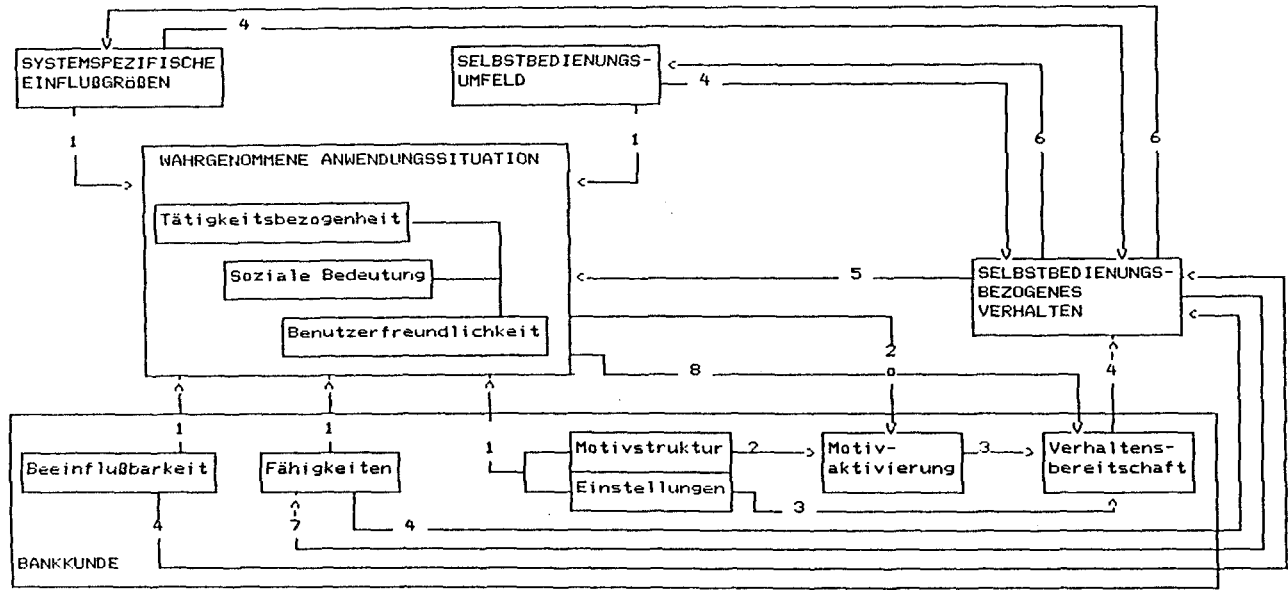 4
SYSTEMSPEZIFISCHE
EINFLUßGRÖßEN
SELBSTBEDIENUNGS-
UMFELD
4
1
1
6
6
WAHRGENOMMENE ANWENDUNGSSITUATION
Tätigkeitsbezogenheit
Soziale Bedeutung
Benutzerfreundlichkeit
5
SELBSTBEDIENUNGS-
BEZOGENES
VERHALTEN
2
8
4
1
1
1
Beeinflußbarkeit
Fähigkeiten
Motivstruktur
Einstellungen
2
Motiv-
aktivierung
3
Verhaltens-
bereitschaft
3
4
7
4
BANKKUNDE